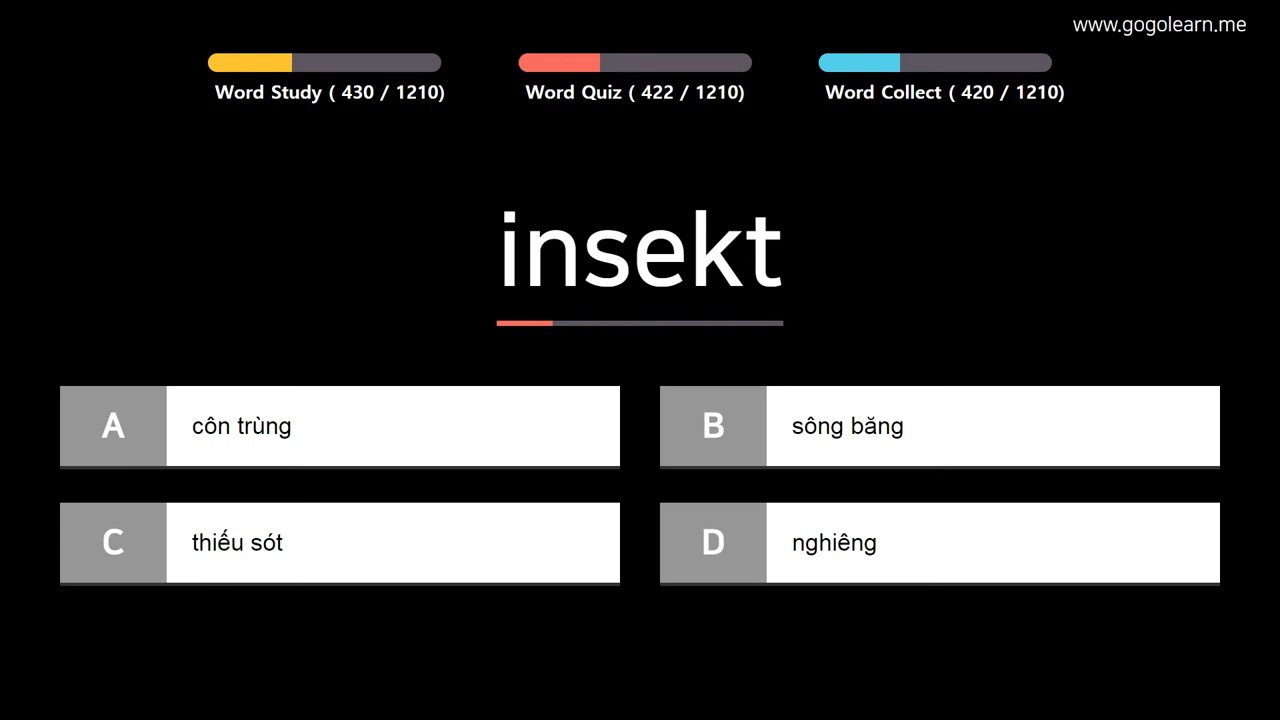 www.gogolearn.me
Word Study ( 430 / 1210)
Word Quiz ( 422 / 1210)
Word Collect ( 420 / 1210)
insekt
A
côn trùng
B
sông băng
C
thiếu sót
D
nghiêng